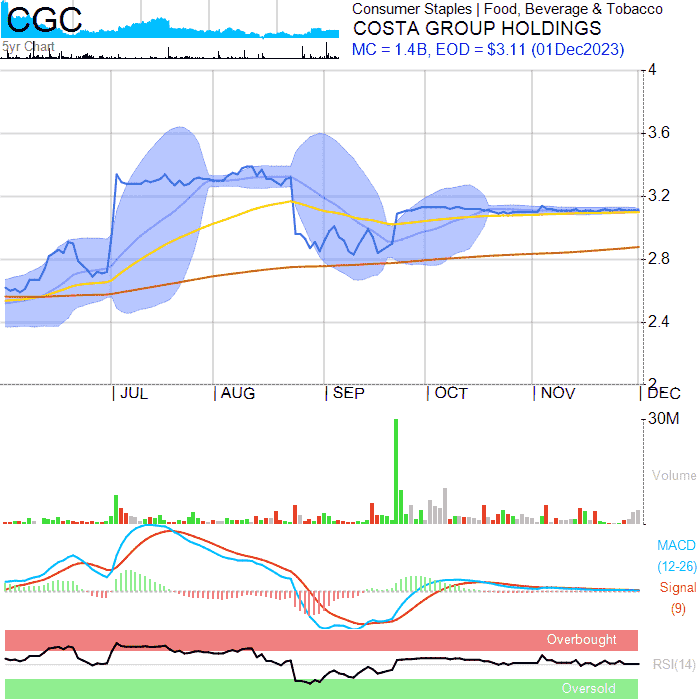 CGC
5yr Chart
Consumer Staples | Food, Beverage & Tobacco
COSTA GROUP HOLDINGS
MC = 1.4B, EOD = $3.11 (01Dec2023)
4
3.6
3.2
2.8
2.4
2
JUL AUG SEP OCT NOV DEC
30M
Volume
MACD
(12-26)
Signal
(9)
Overbought
RSI(14)
Oversold